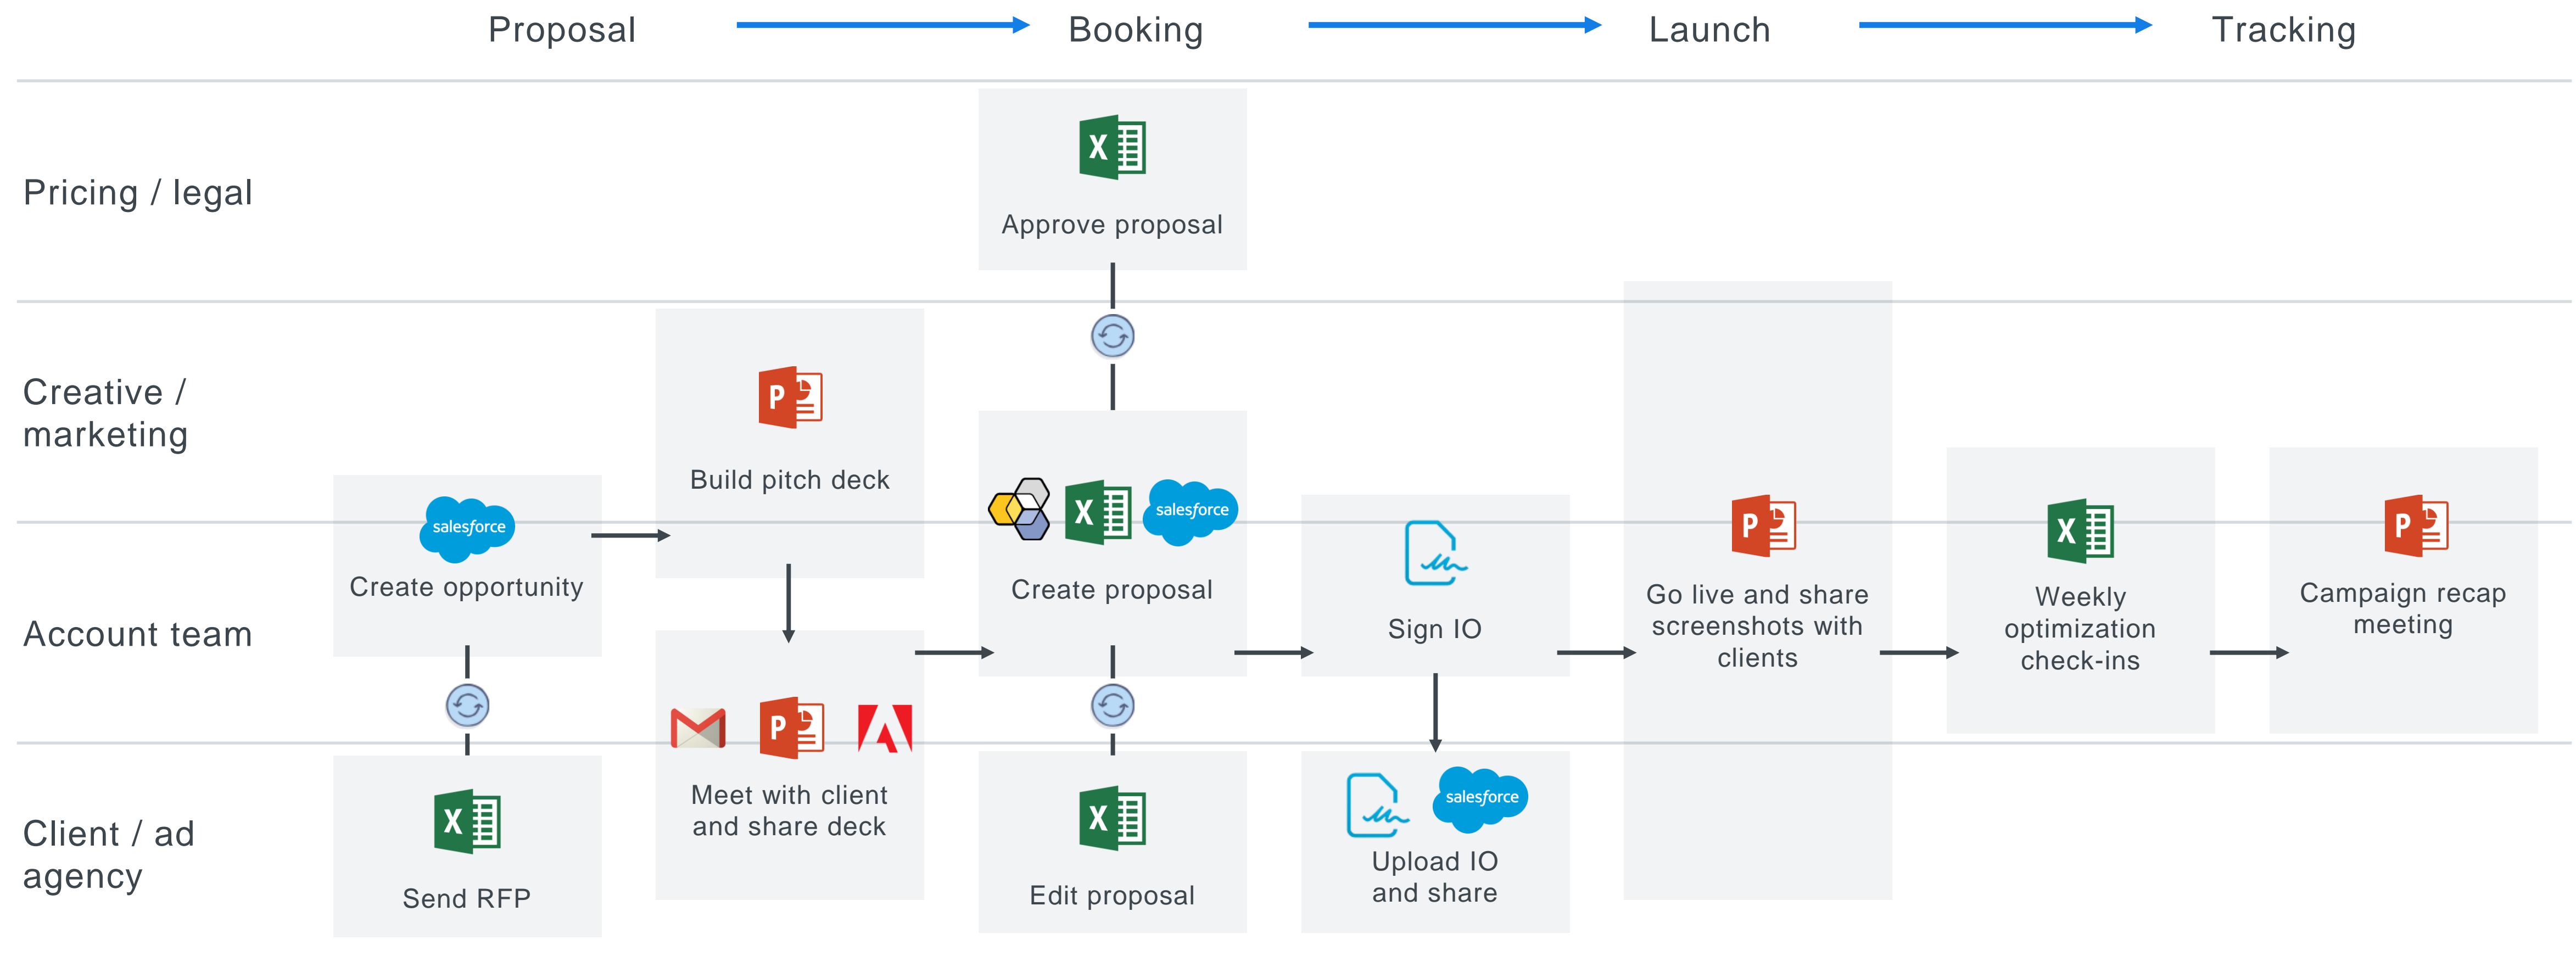 Proposal
Booking
Launch
Tracking
Pricing / legal
X
Approve proposal
Creative /
marketing
P
Build pitch deck
salesforce
Create opportunity
X
salesforce
Create proposal
Sign IO
P
Go live and share
screenshots with
clients
X
Weekly
optimization
check-ins
P
Campaign recap
meeting
Account team
P
Meet with client
and share deck
Client / ad
agency
X
Send RFP
X
Edit proposal
salesforce
Upload IO
and share